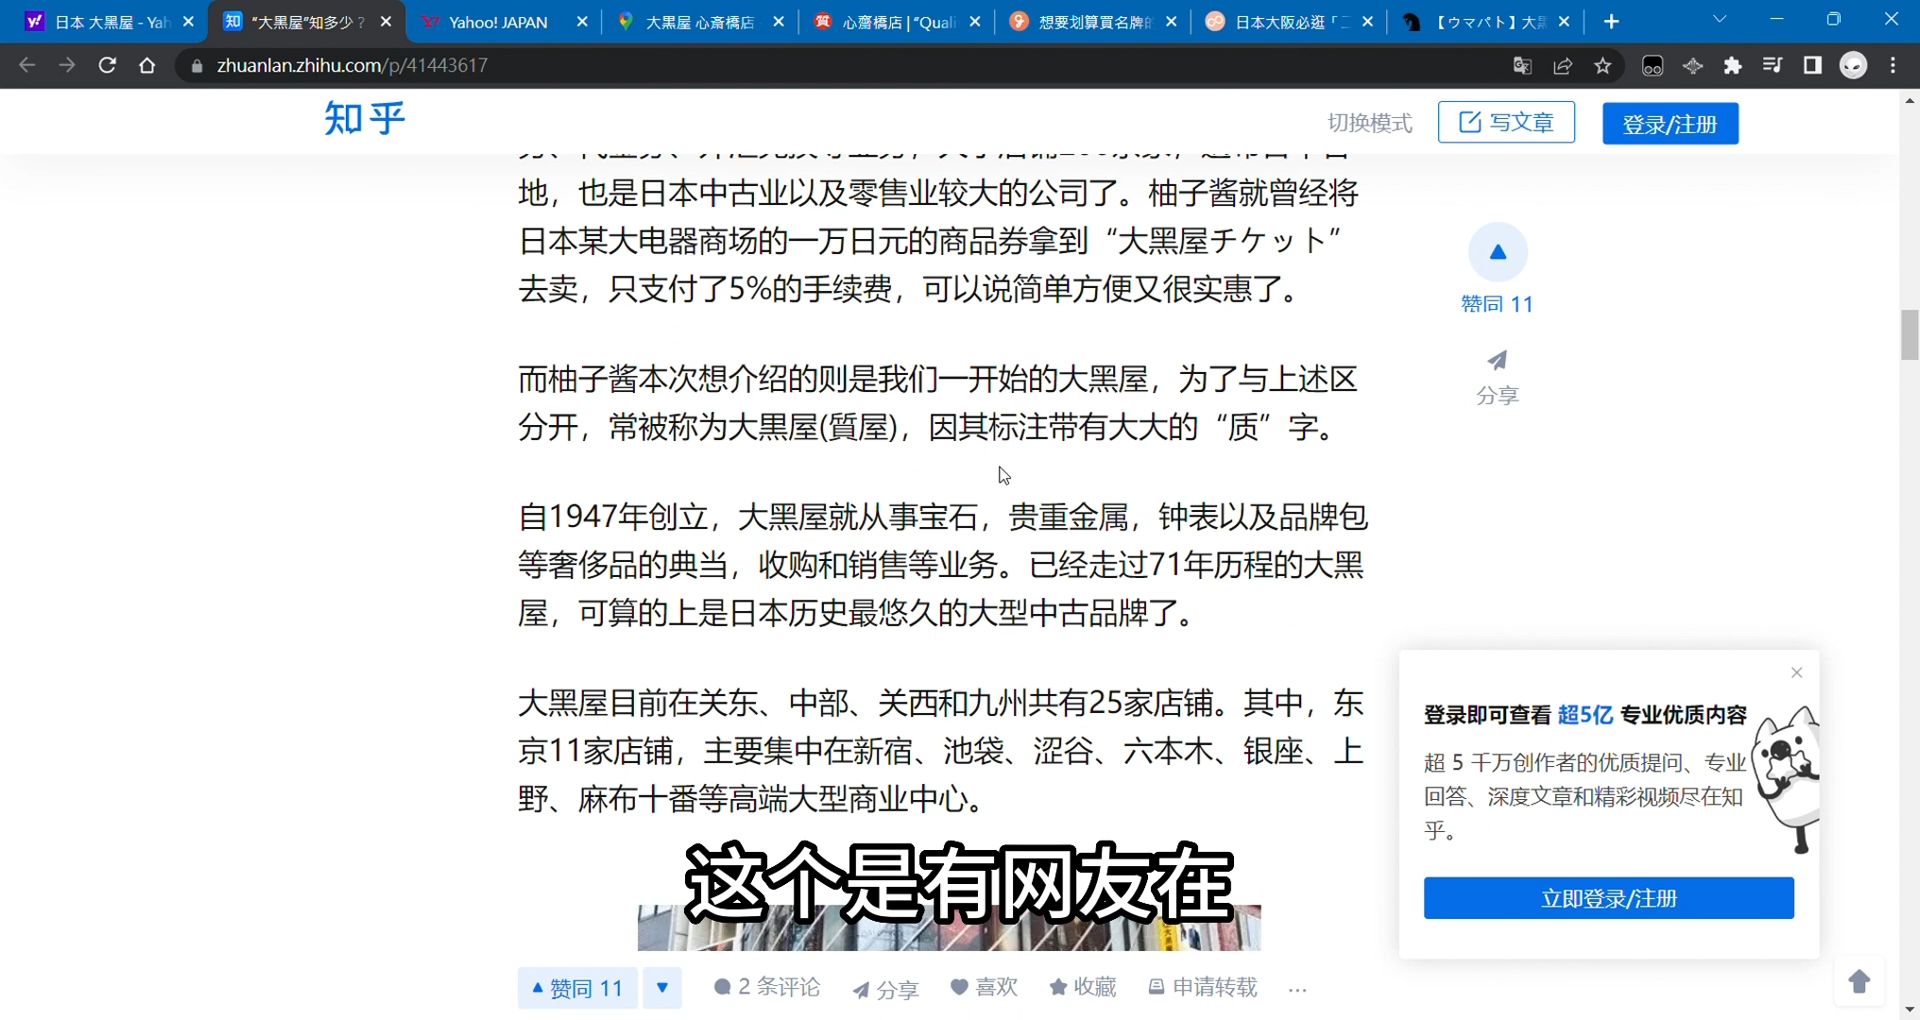 日本 大黑屋 - Yah
“大黑屋”知多少？
Yahoo! JAPAN
大黒屋 心斎橋店
心齋橋店 | "Quali
想要划算買名牌
日本大阪必逛「二
【ウマパト】大黒
zhuanlan.zhihu.com/p/41443617
知乎
切换模式
写文章
登录/注册
地，也是日本中古业以及零售业较大的公司了。柚子酱就曾经将
日本某大电器商场的一万日元的商品券拿到“大黑屋チケット”
去卖，只支付了5%的手续费，可以说简单方便又很实惠了。
赞同 11
分享
而柚子酱本次想介绍的则是我们一开始的大黑屋，为了与上述区
分开，常被称为大黒屋(質屋)，因其标注带有大大的“质”字。
自1947年创立，大黑屋就从事宝石，贵重金属，钟表以及品牌包
等奢侈品的典当，收购和销售等业务。已经走过71年历程的大黑
屋，可算的上是日本历史最悠久的大型中古品牌了。
大黑屋目前在关东、中部、关西和九州共有25家店铺。其中，东
京11家店铺，主要集中在新宿、池袋、涩谷、六本木、银座、上
野、麻布十番等高端大型商业中心。
登录即可查看 超5亿 专业优质内容
超 5 千万创作者的优质提问、专业
回答、深度文章和精彩视频尽在知
乎。
立即登录/注册
这个是有网友在
赞同 11
2 条评论
分享
喜欢
收藏
申请转载